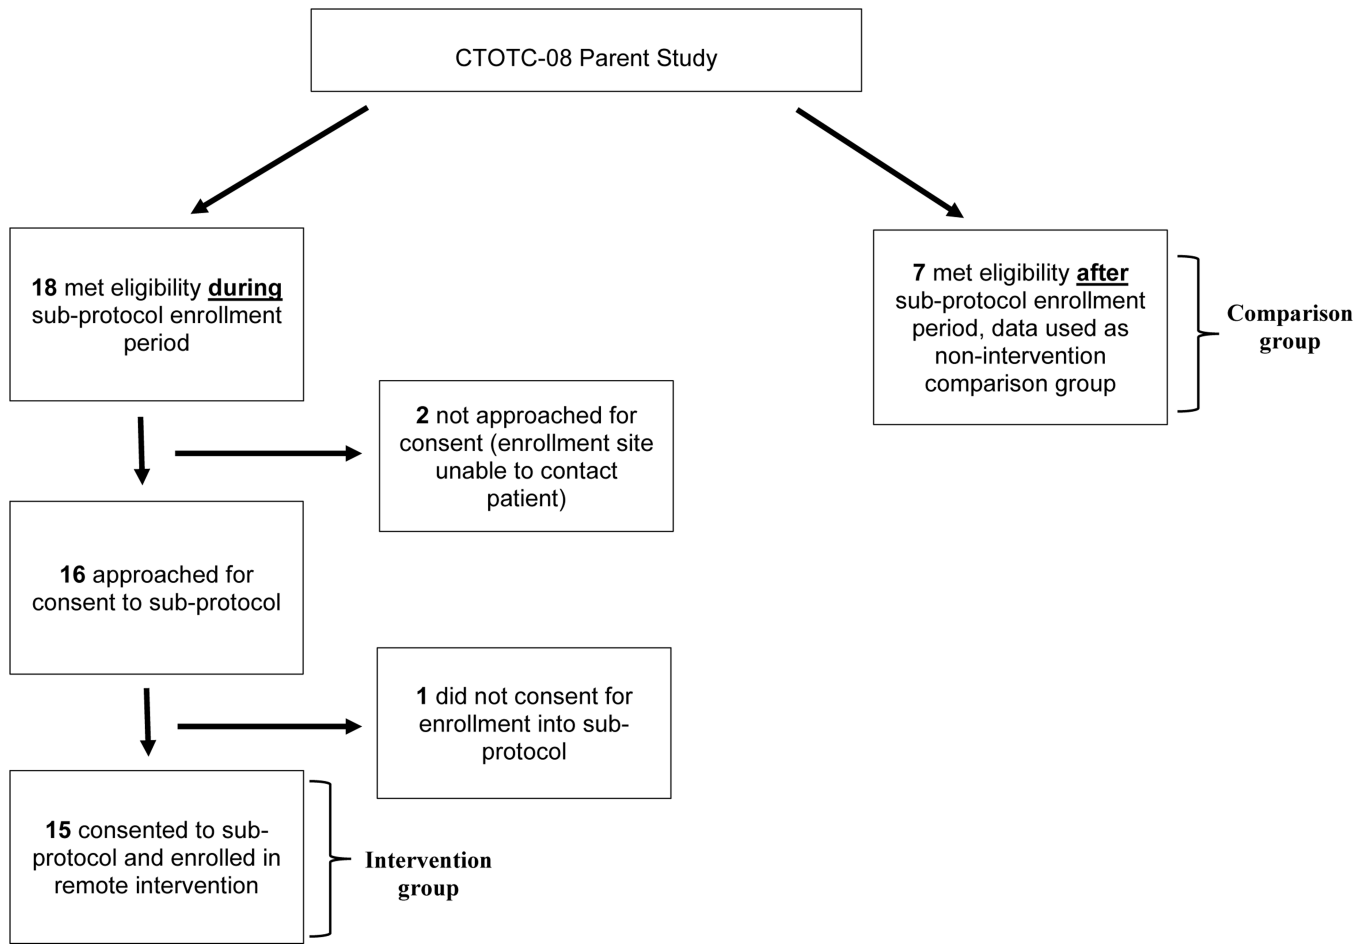 CTOTC-08 Parent Study
18 met eligibility during
sub-protocol enrollment
period
7 met eligibility after
sub-protocol enrollment
period, data used as
non-intervention
comparison group
Comparison
group
2 not approached for
consent (enrollment site
unable to contact
patient)
16 approached for
consent to sub-protocol
1 did not consent for
enrollment into sub-
protocol
15 consented to sub-
protocol and enrolled in
remote intervention
Intervention
group